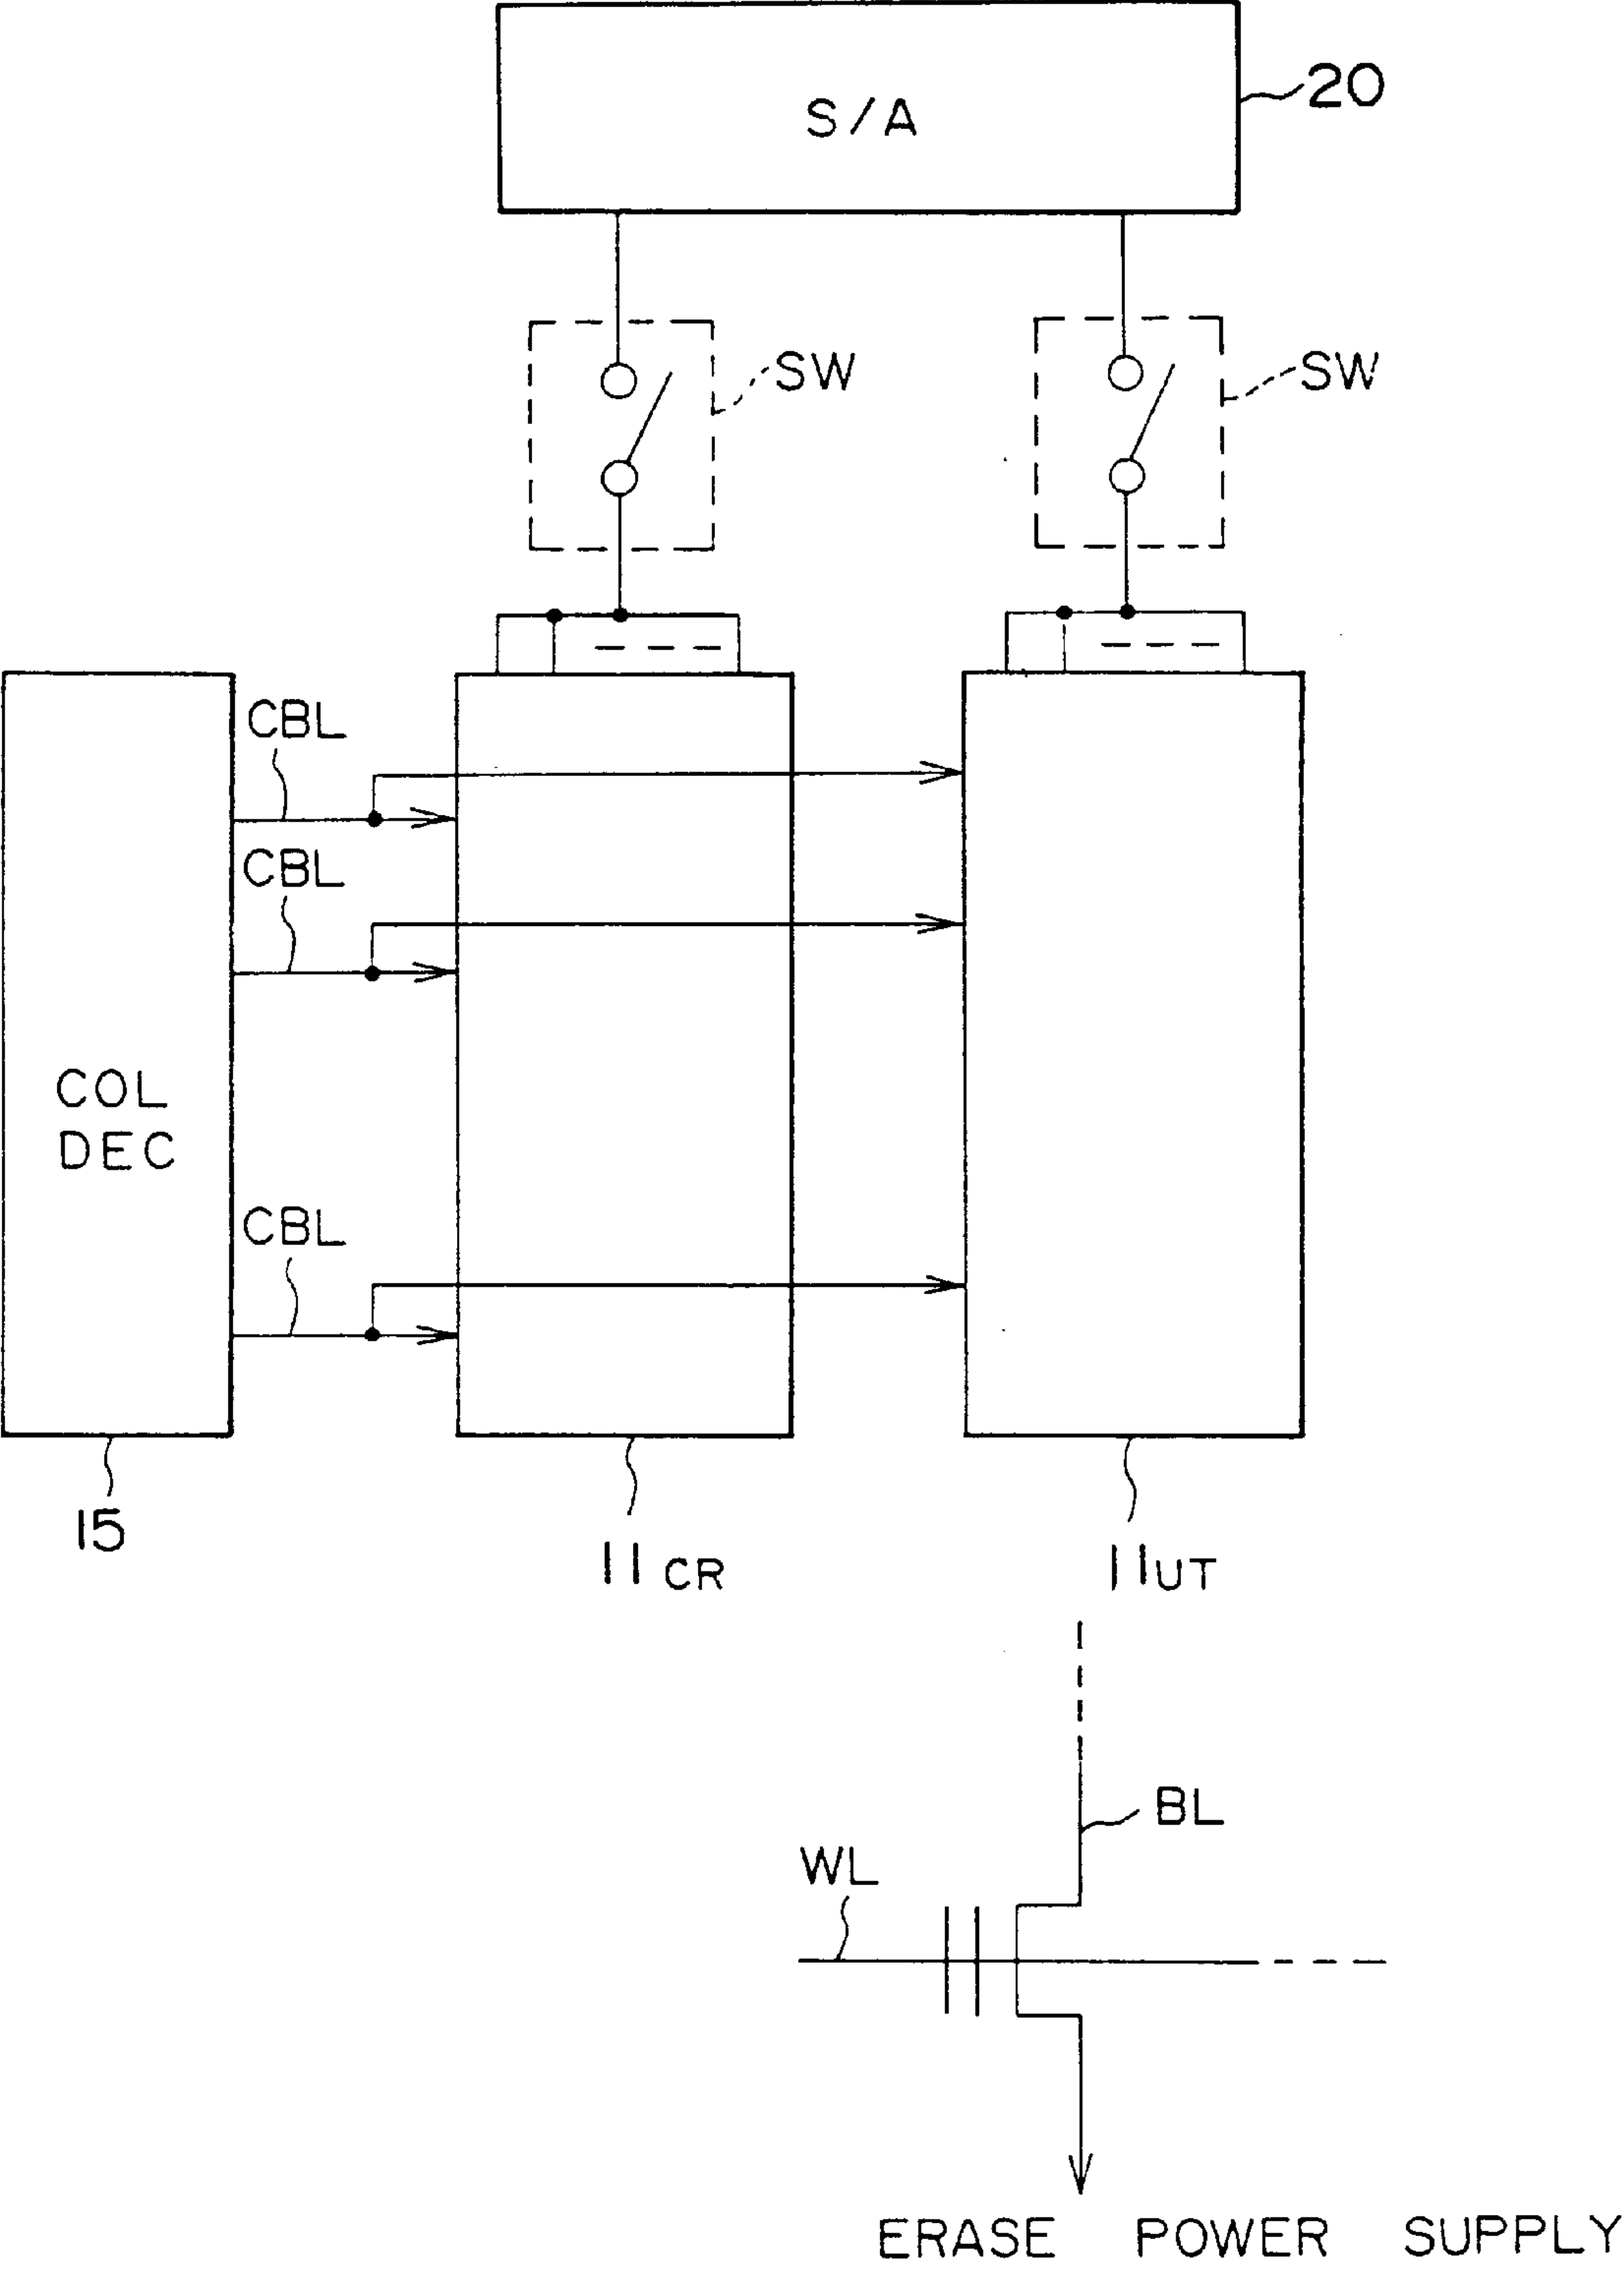 S/A
20
SW
SW
CBL
CBL
COL
DEC
CBL
15
11CR
11UT
BL
WL
ERASE POWER SUPPLY